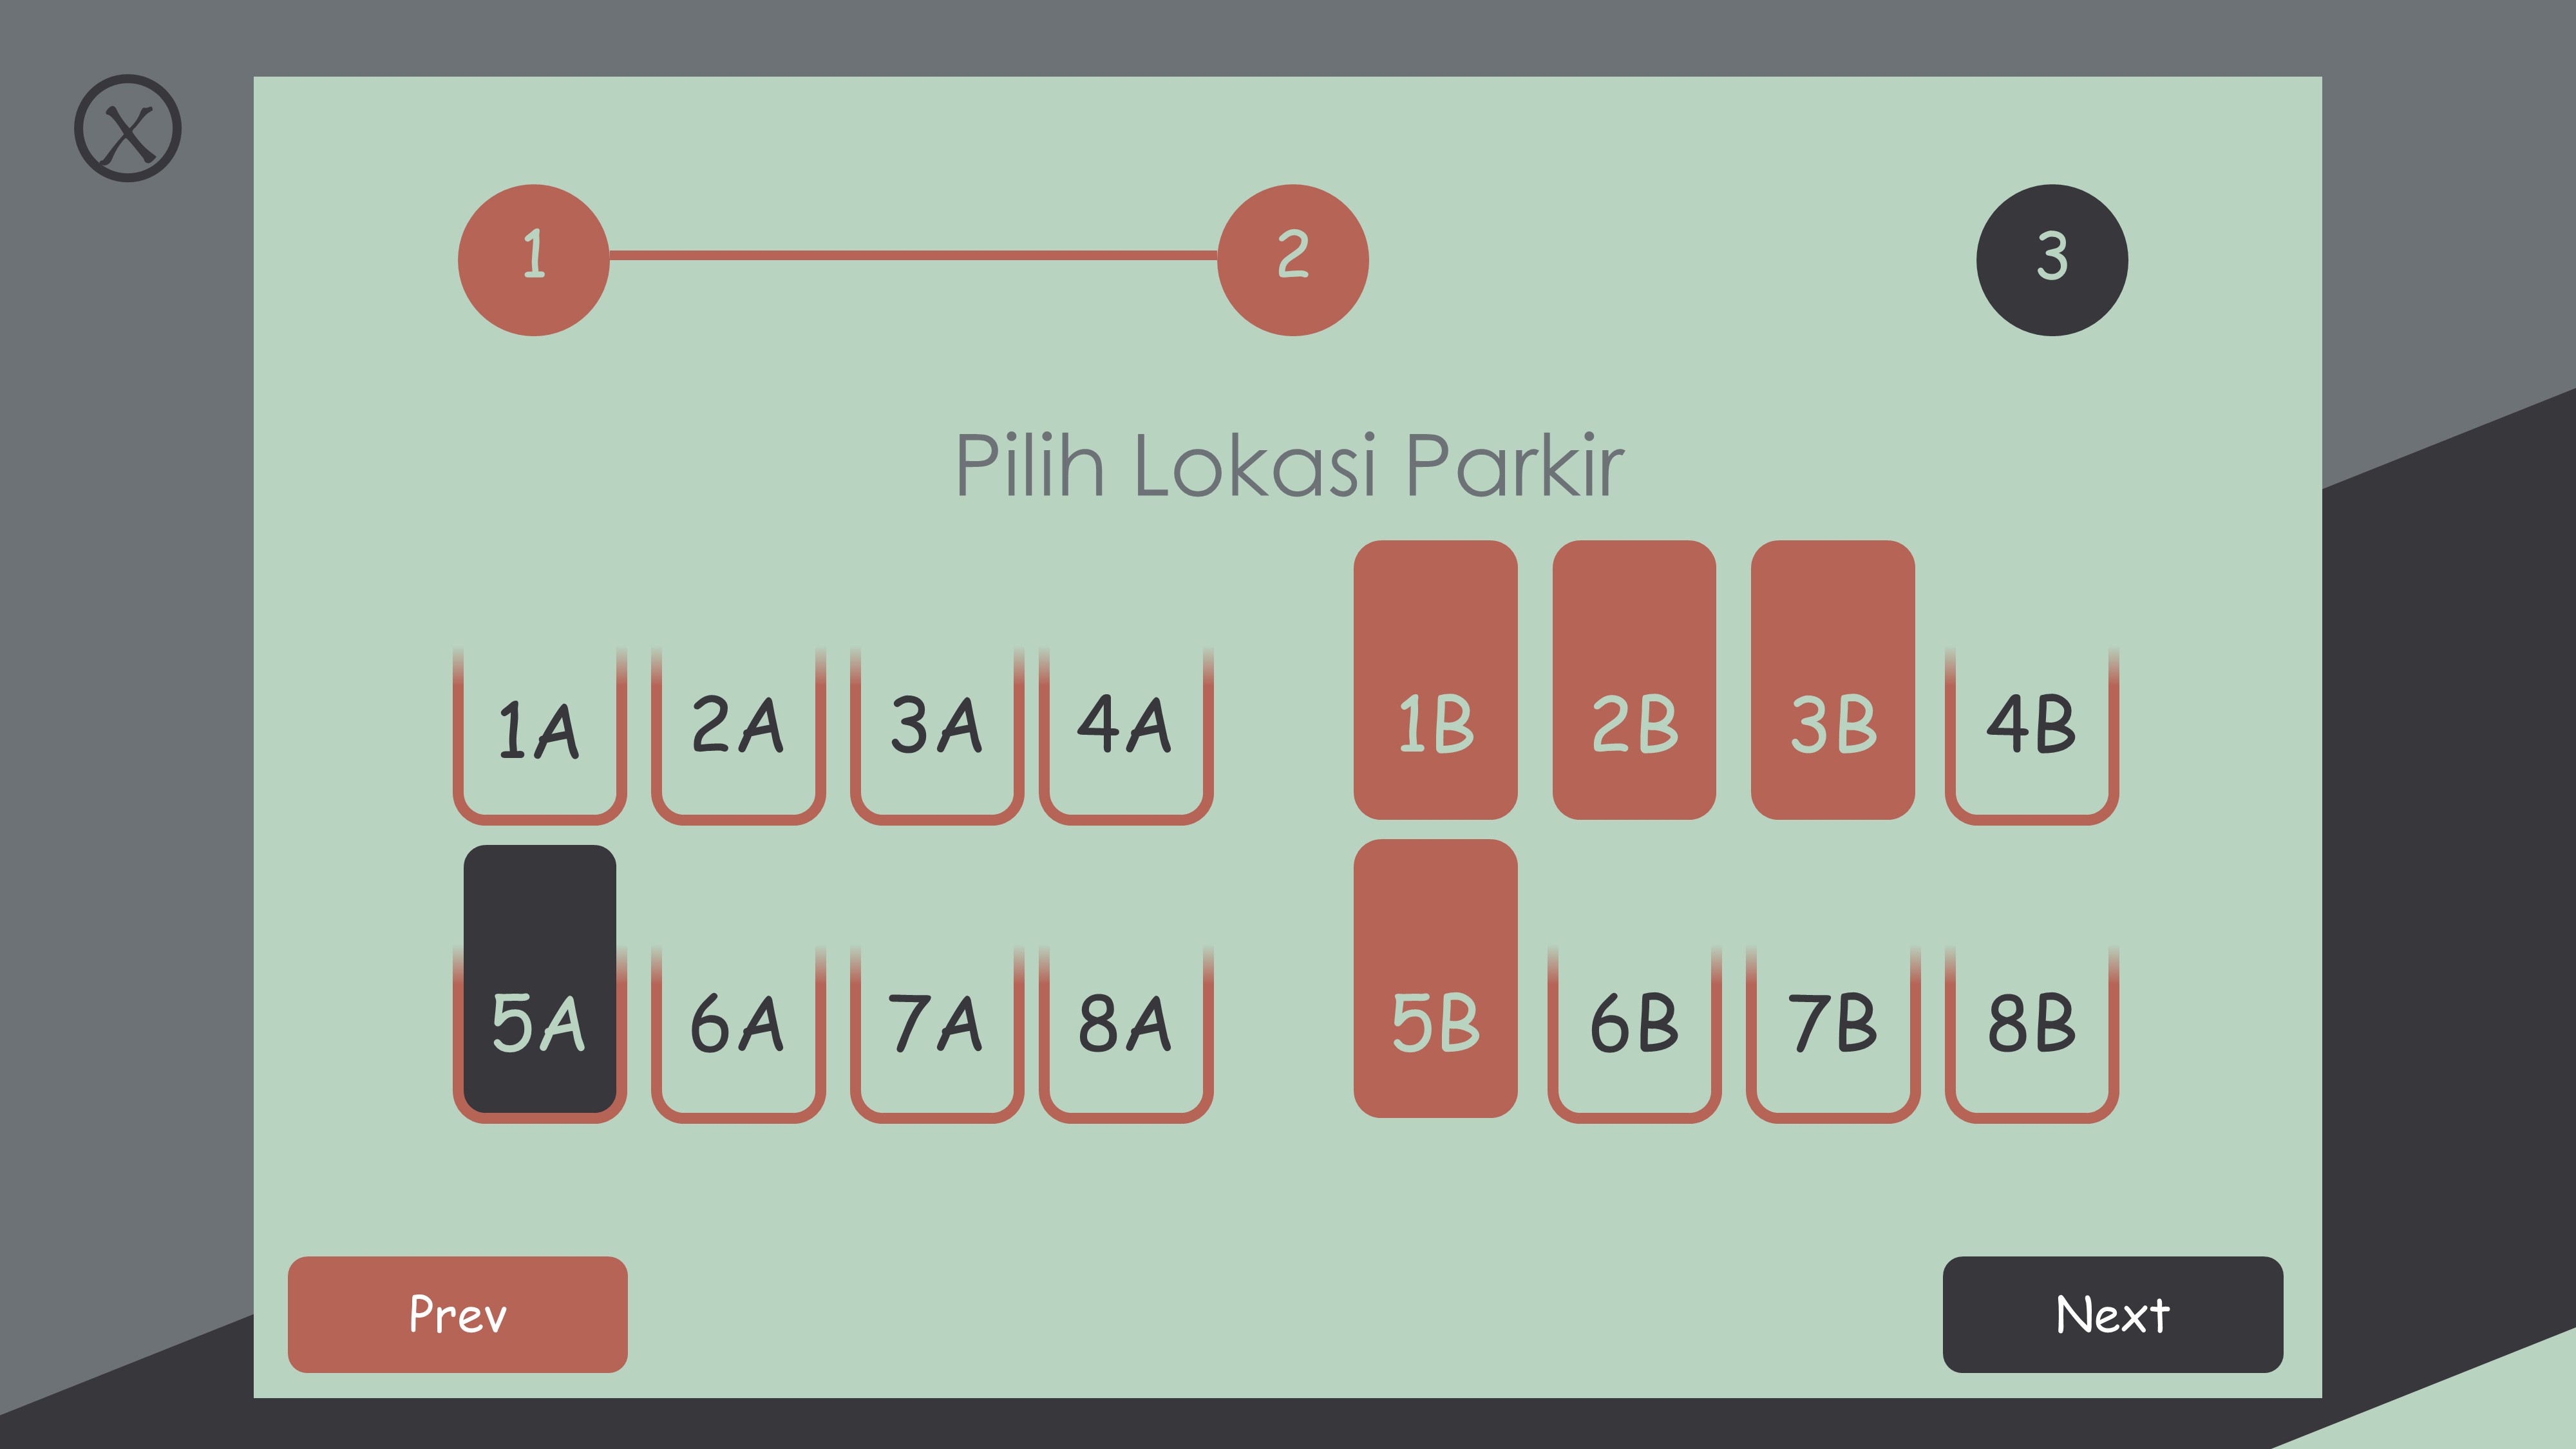 X
1 2 3
Pilih Lokasi Parkir
1A 2A 3A 4A 1B 2B 3B 4B
5A 6A 7A 8A 5B 6B 7B 8B
Prev Next